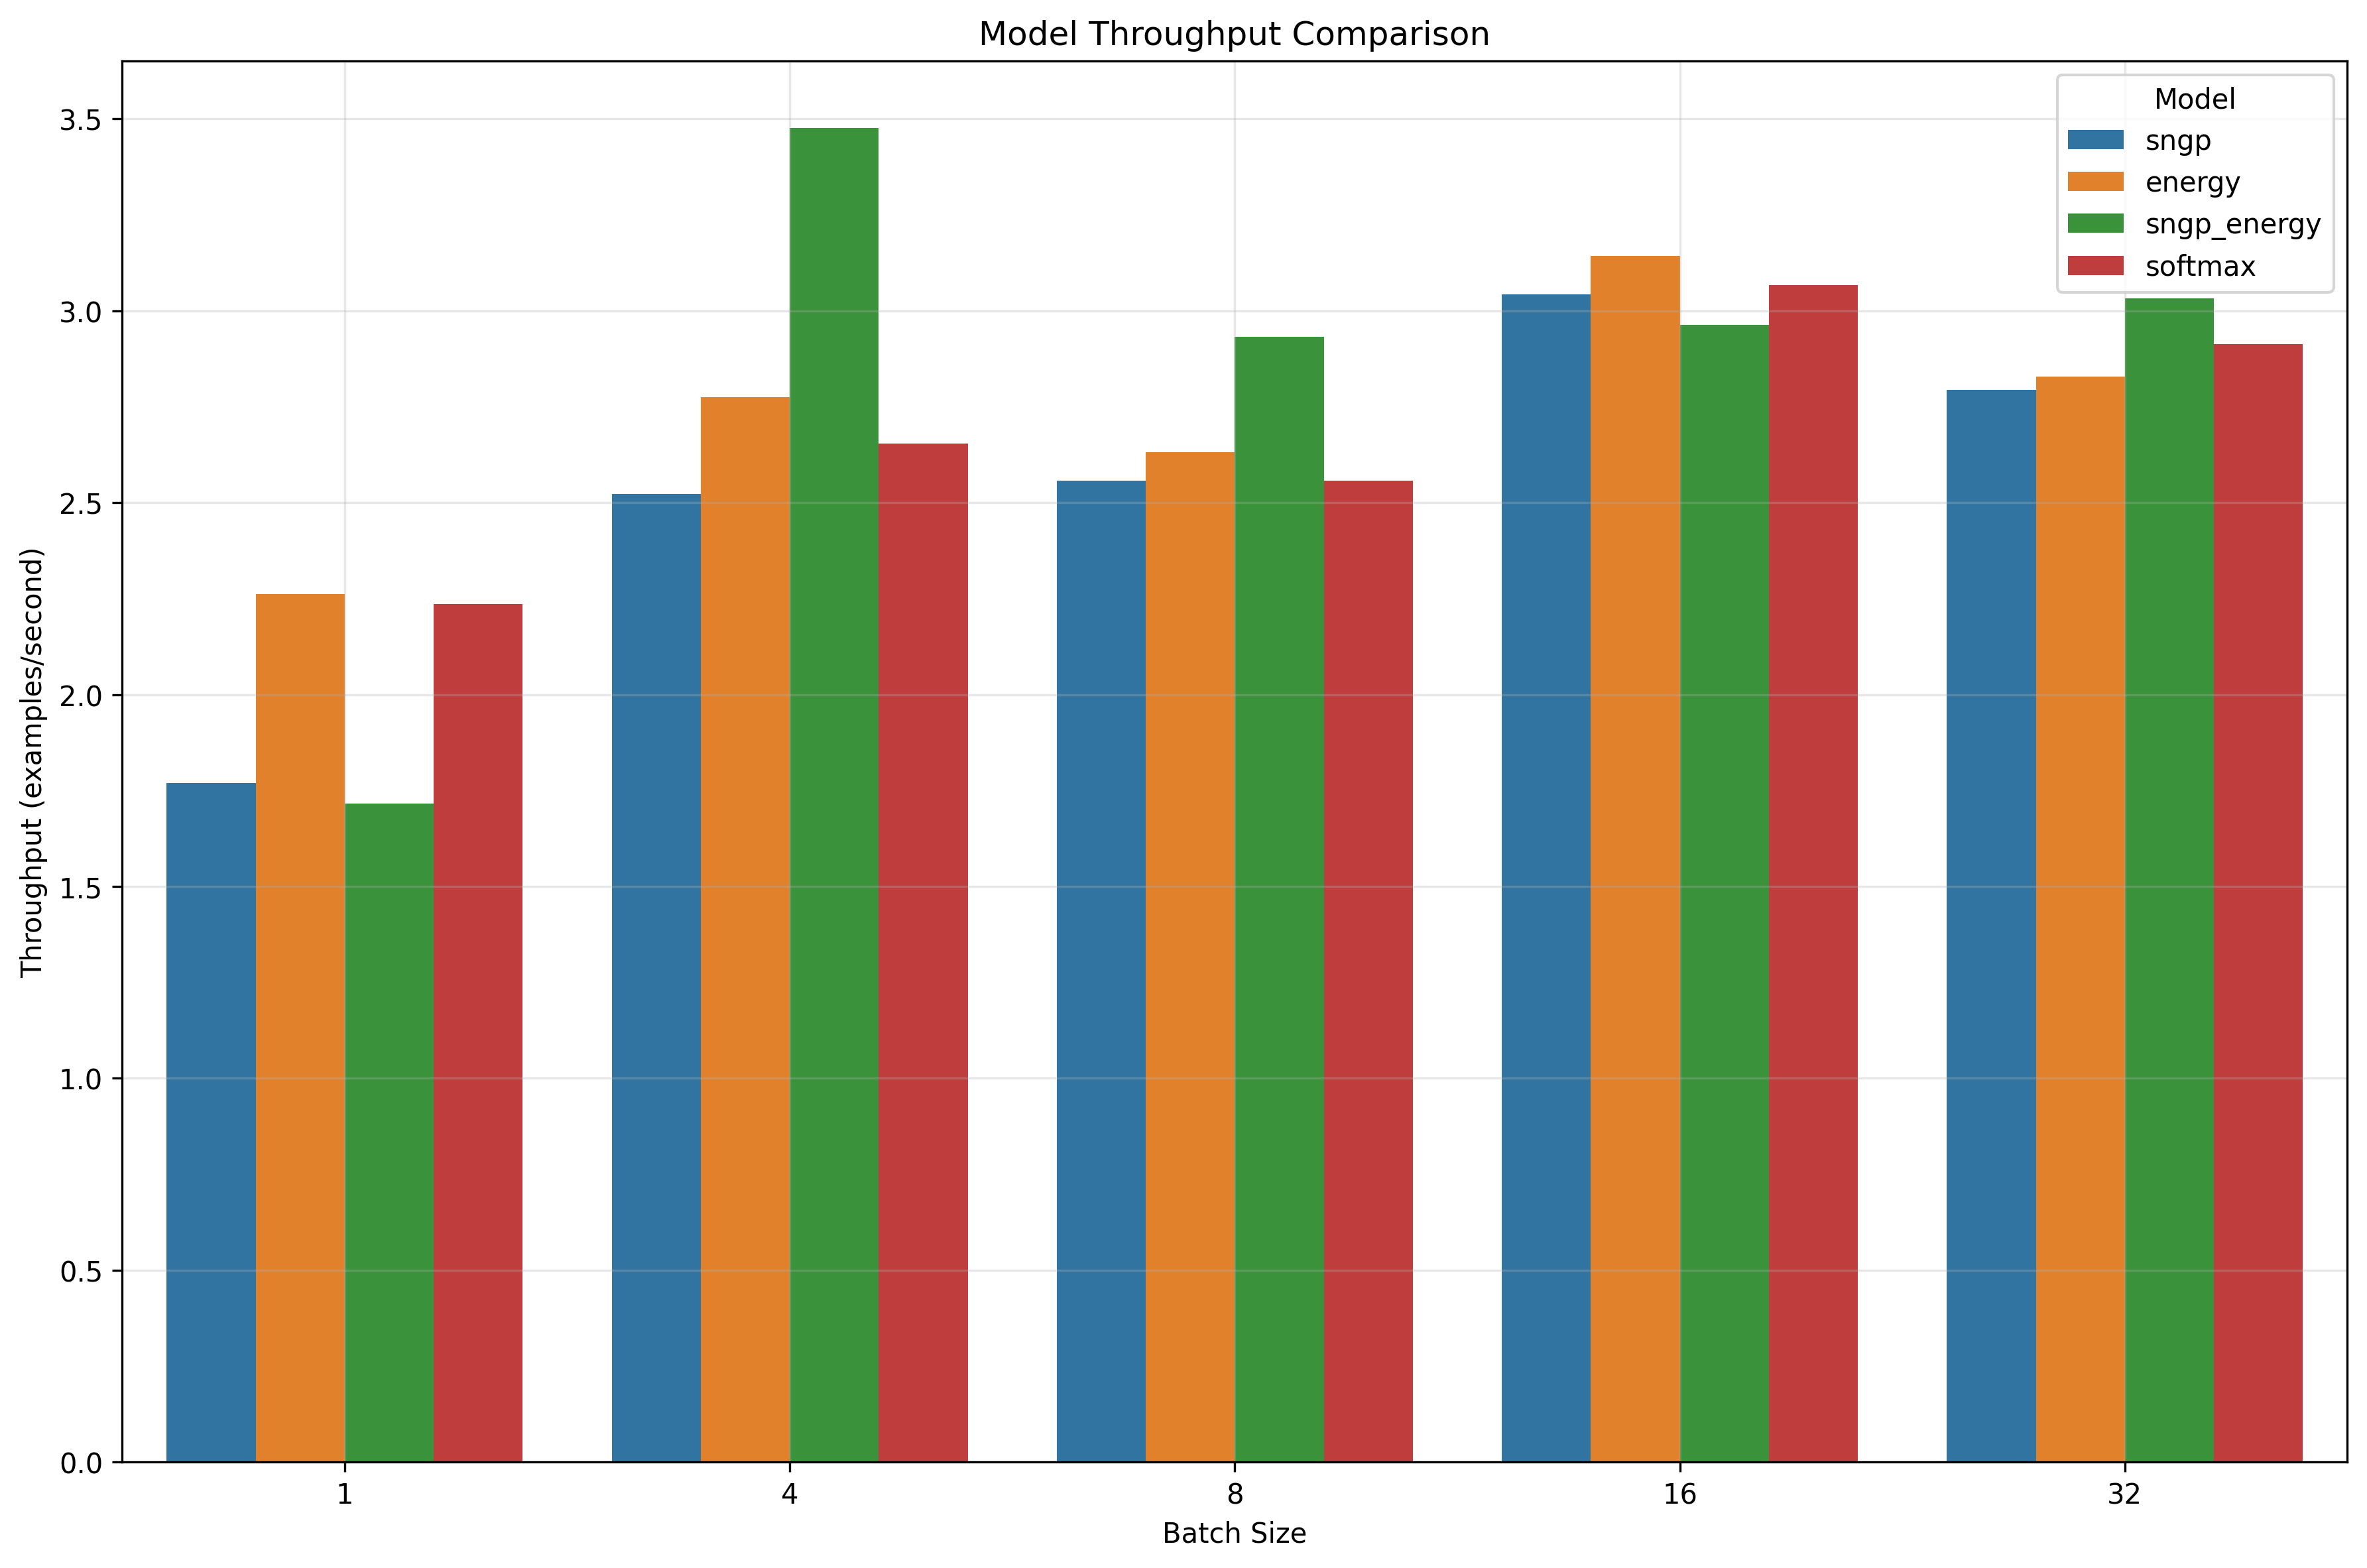 Model Throughput Comparison
Throughput (examples/second)
3.5
3.0
2.5
2.0
1.5
1.0
0.5
0.0
Model
sngp
energy
sngp_energy
softmax
1 4 8 16 32
Batch Size